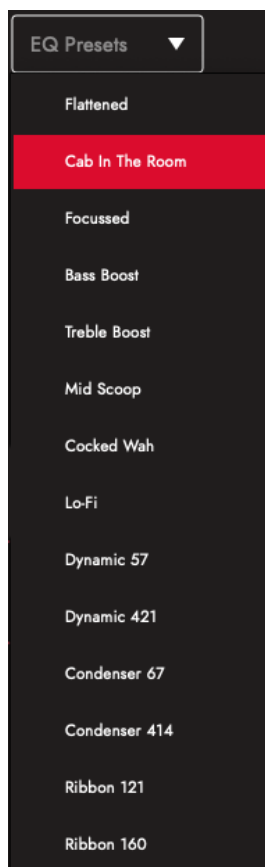 EQ Presets
Flattened
Cab In The Room
Focussed
Bass Boost
Treble Boost
Mid Scoop
Cocked Wah
Lo-Fi
Dynamic 57
Dynamic 421
Condenser 67
Condenser 414
Ribbon 121
Ribbon 160